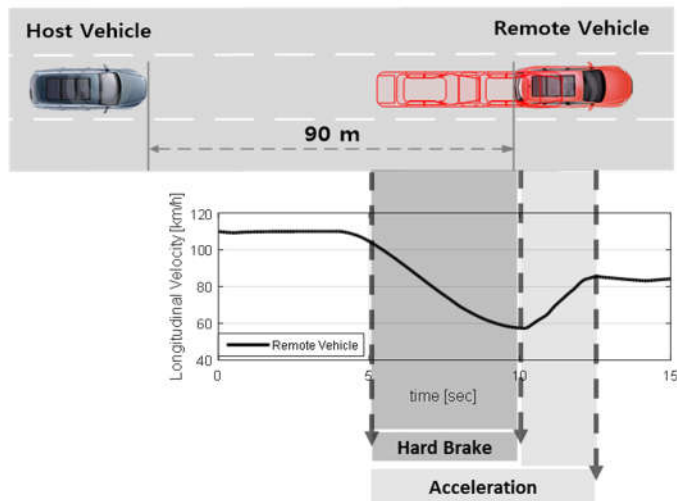 Host Vehicle
Remote Vehicle
90 m
Longitudinal Velocity [km/h]
120
100
80
60
40
Remote Vehicle
0
5
10
15
time [sec]
Hard Brake
Acceleration